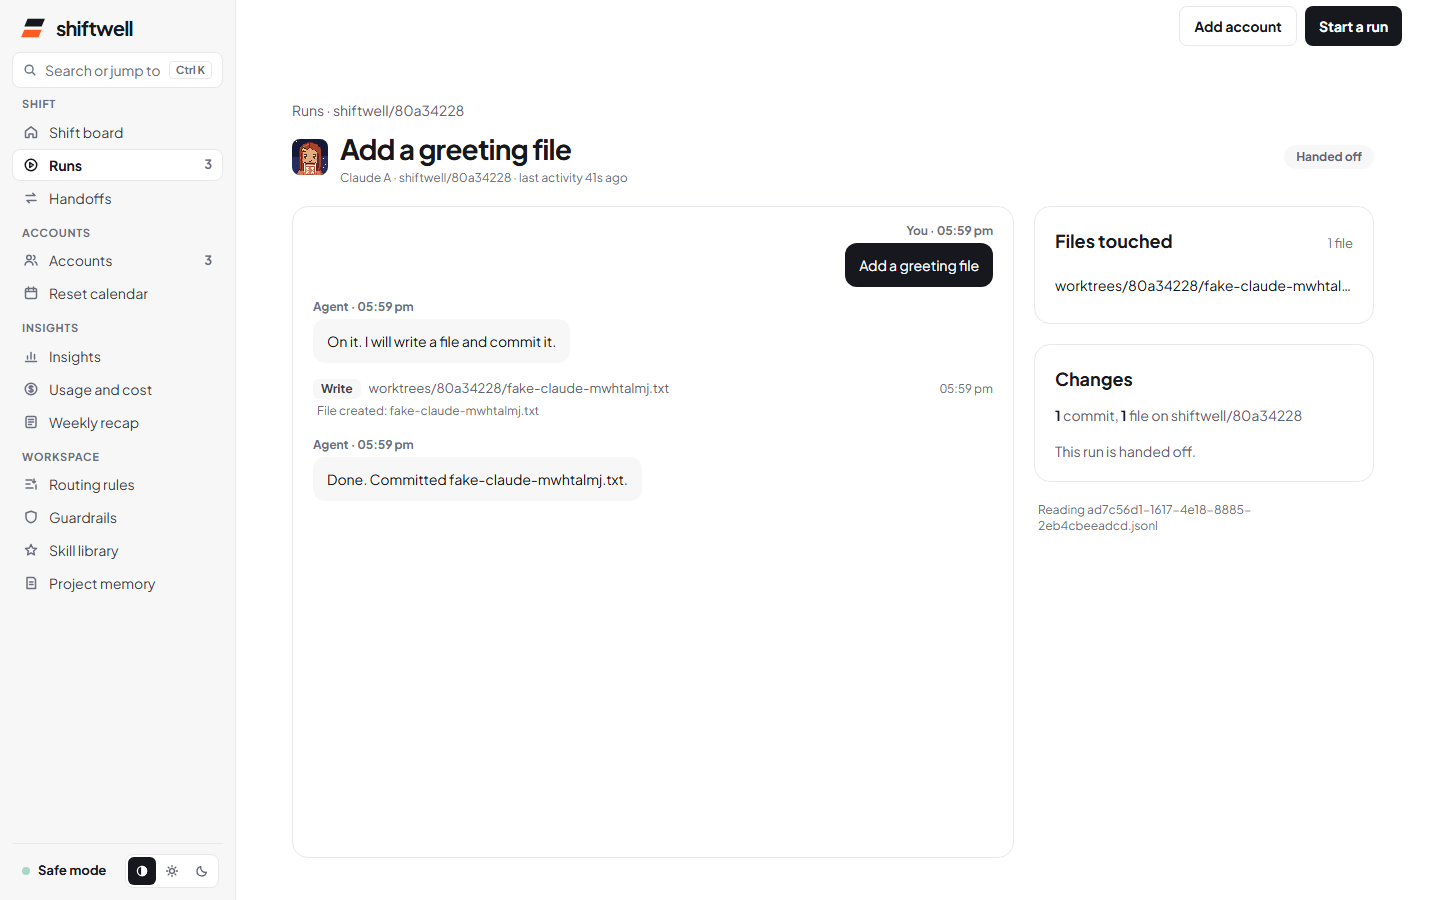 shiftwell
Search or jump to Ctrl K
SHIFT
Shift board
Runs 3
Handoffs
ACCOUNTS
Accounts 3
Reset calendar
INSIGHTS
Insights
Usage and cost
Weekly recap
WORKSPACE
Routing rules
Guardrails
Skill library
Project memory
Safe mode
Add account Start a run
Runs · shiftwell/80a34228
Add a greeting file
Claude A · shiftwell/80a34228 · last activity 41s ago
Handed off
You · 05:59 pm
Add a greeting file
Agent · 05:59 pm
On it. I will write a file and commit it.
Write worktrees/80a34228/fake-claude-mwhtalmj.txt 05:59 pm
File created: fake-claude-mwhtalmj.txt
Agent · 05:59 pm
Done. Committed fake-claude-mwhtalmj.txt.
Files touched 1 file
worktrees/80a34228/fake-claude-mwhtal...
Changes
1 commit, 1 file on shiftwell/80a34228
This run is handed off.
Reading ad7c56d1-1617-4e18-8885-
2eb4cbeeadcd.jsonl